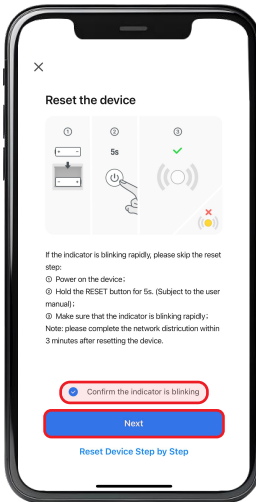 Reset the device
① ② ③
5s
If the indicator is blinking rapidly, please skip the reset
step:
① Power on the device;
② Hold the RESET button for 5s. (Subject to the user
manual);
③ Make sure that the indicator is blinking rapidly;
Note: please complete the network districution within
3 minutes after resetting the device.
Confirm the indicator is blinking
Next
Reset Device Step by Step